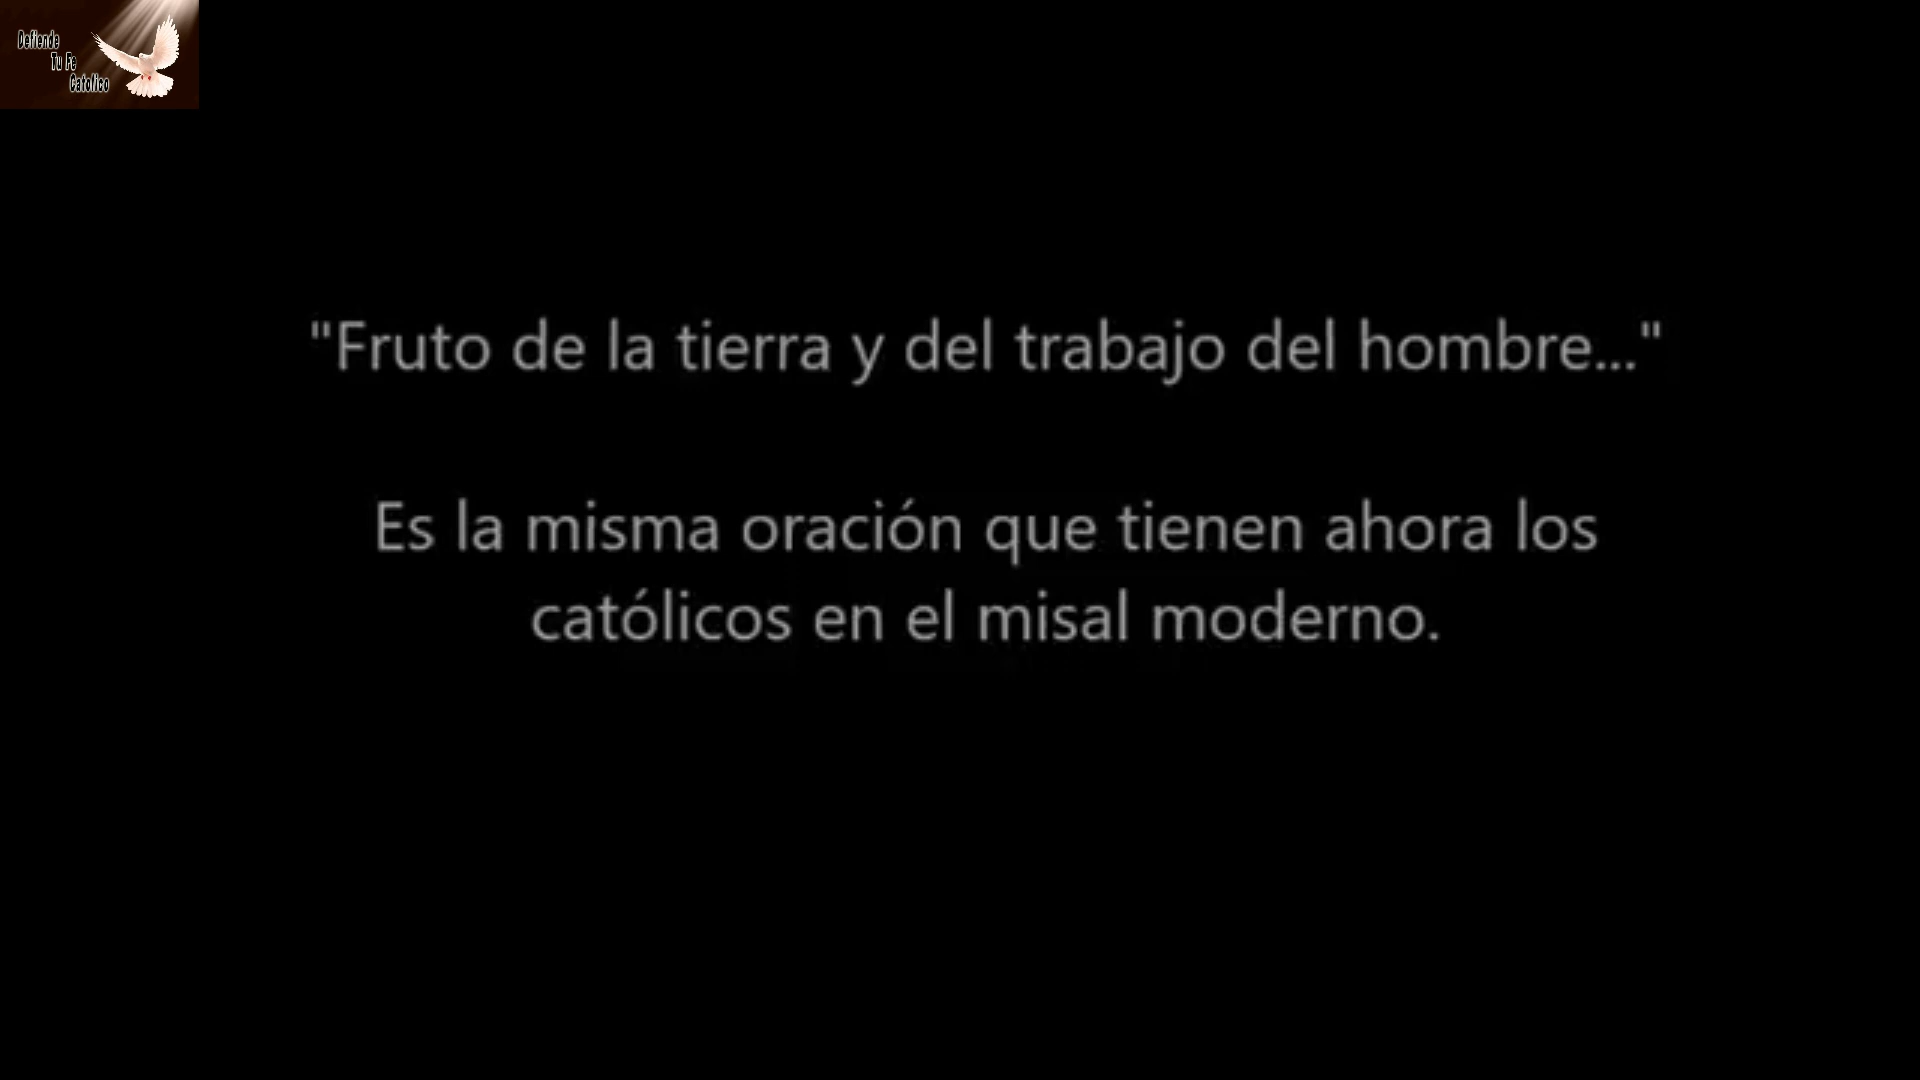 Defiende
Tu Fe
Catolico
"Fruto de la tierra y del trabajo del hombre..."
Es la misma oración que tienen ahora los
católicos en el misal moderno.